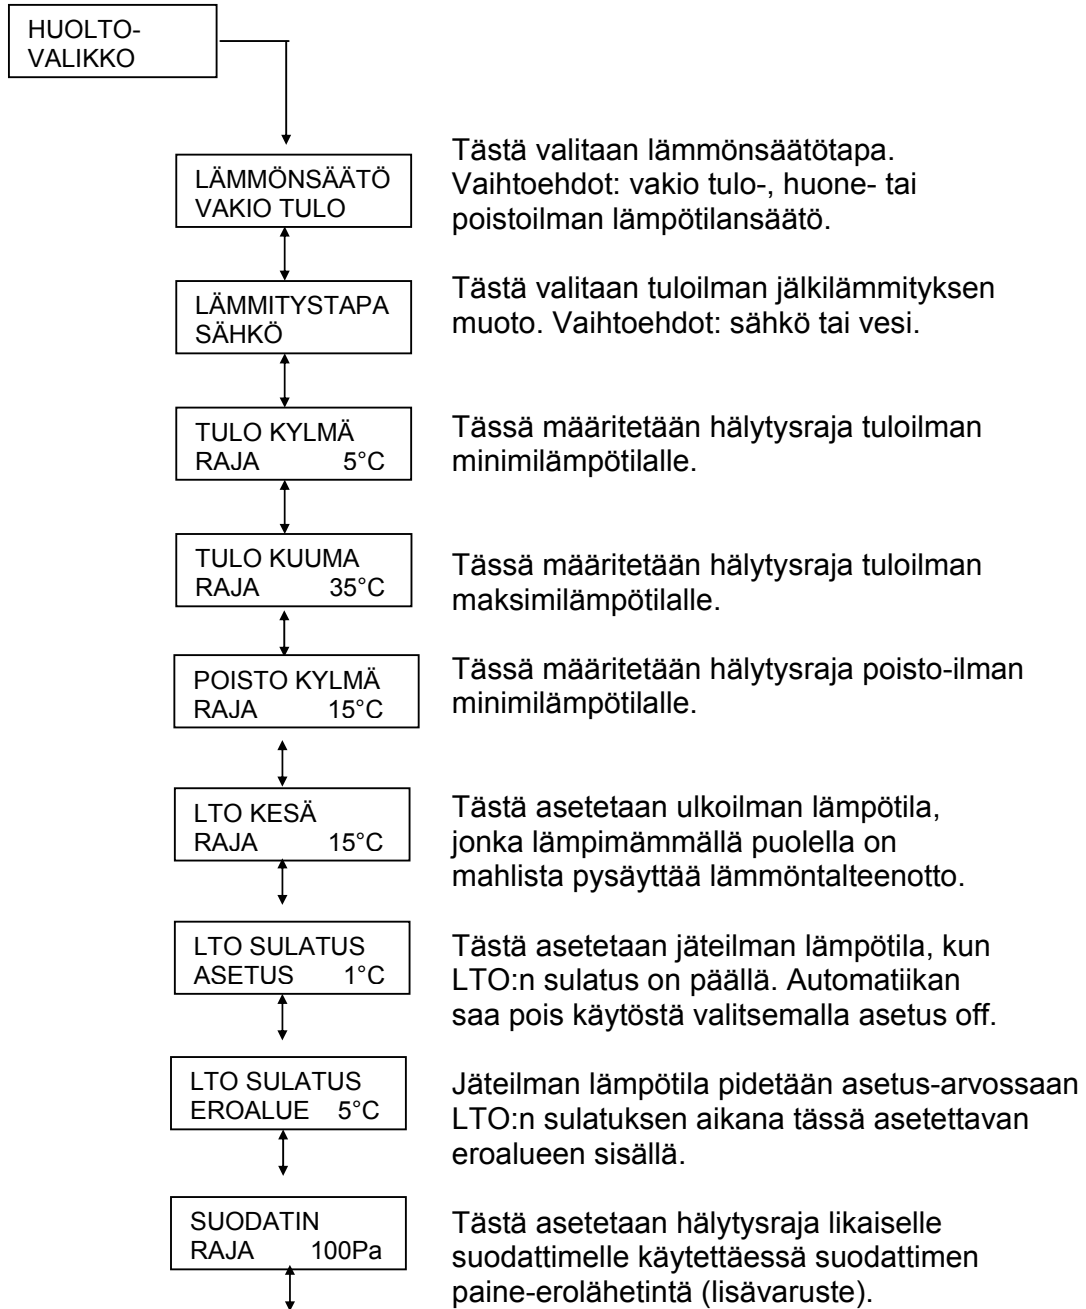 HUOLTO-
VALIKKO
LÄMMÖNSÄÄTÖ
VAKIO TULO
Tästä valitaan lämmönsäätötapa.
Vaihtoehdot: vakio tulo-, huone- tai
poistoilman lämpötilansäätö.
LÄMMITYSTAPA
SÄHKÖ
Tästä valitaan tuloilman jälkilämmityksen
muoto. Vaihtoehdot: sähkö tai vesi.
TULO KYLMÄ
RAJA 5°C
Tässä määritetään hälytysraja tuloilman
minimilämpötilalle.
TULO KUUMA
RAJA 35°C
Tässä määritetään hälytysraja tuloilman
maksimilämpötilalle.
POISTO KYLMÄ
RAJA 15°C
Tässä määritetään hälytysraja poisto-ilman
minimilämpötilalle.
LTO KESÄ
RAJA 15°C
Tästä asetetaan ulkoilman lämpötila,
jonka lämpimämmällä puolella on
mahlista pysäyttää lämmöntalteenotto.
LTO SULATUS
ASETUS 1°C
Tästä asetetaan jäteilman lämpötila, kun
LTO:n sulatus on päällä. Automatiikan
saa pois käytöstä valitsemalla asetus off.
LTO SULATUS
EROALUE 5°C
Jäteilman lämpötila pidetään asetus-arvossaan
LTO:n sulatuksen aikana tässä asetettavan
eroalueen sisällä.
SUODATIN
RAJA 100Pa
Tästä asetetaan hälytysraja likaiselle
suodattimelle käytettäessä suodattimen
paine-erolähetintä (lisävaruste).